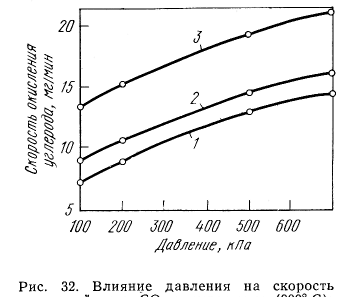 20
15
10
5
Скорость окисления
углерода, мг/мин
3
2
1
100 200 300 400 500 600
Давление, кПа
Рис. 32. Влияние давления на скорость